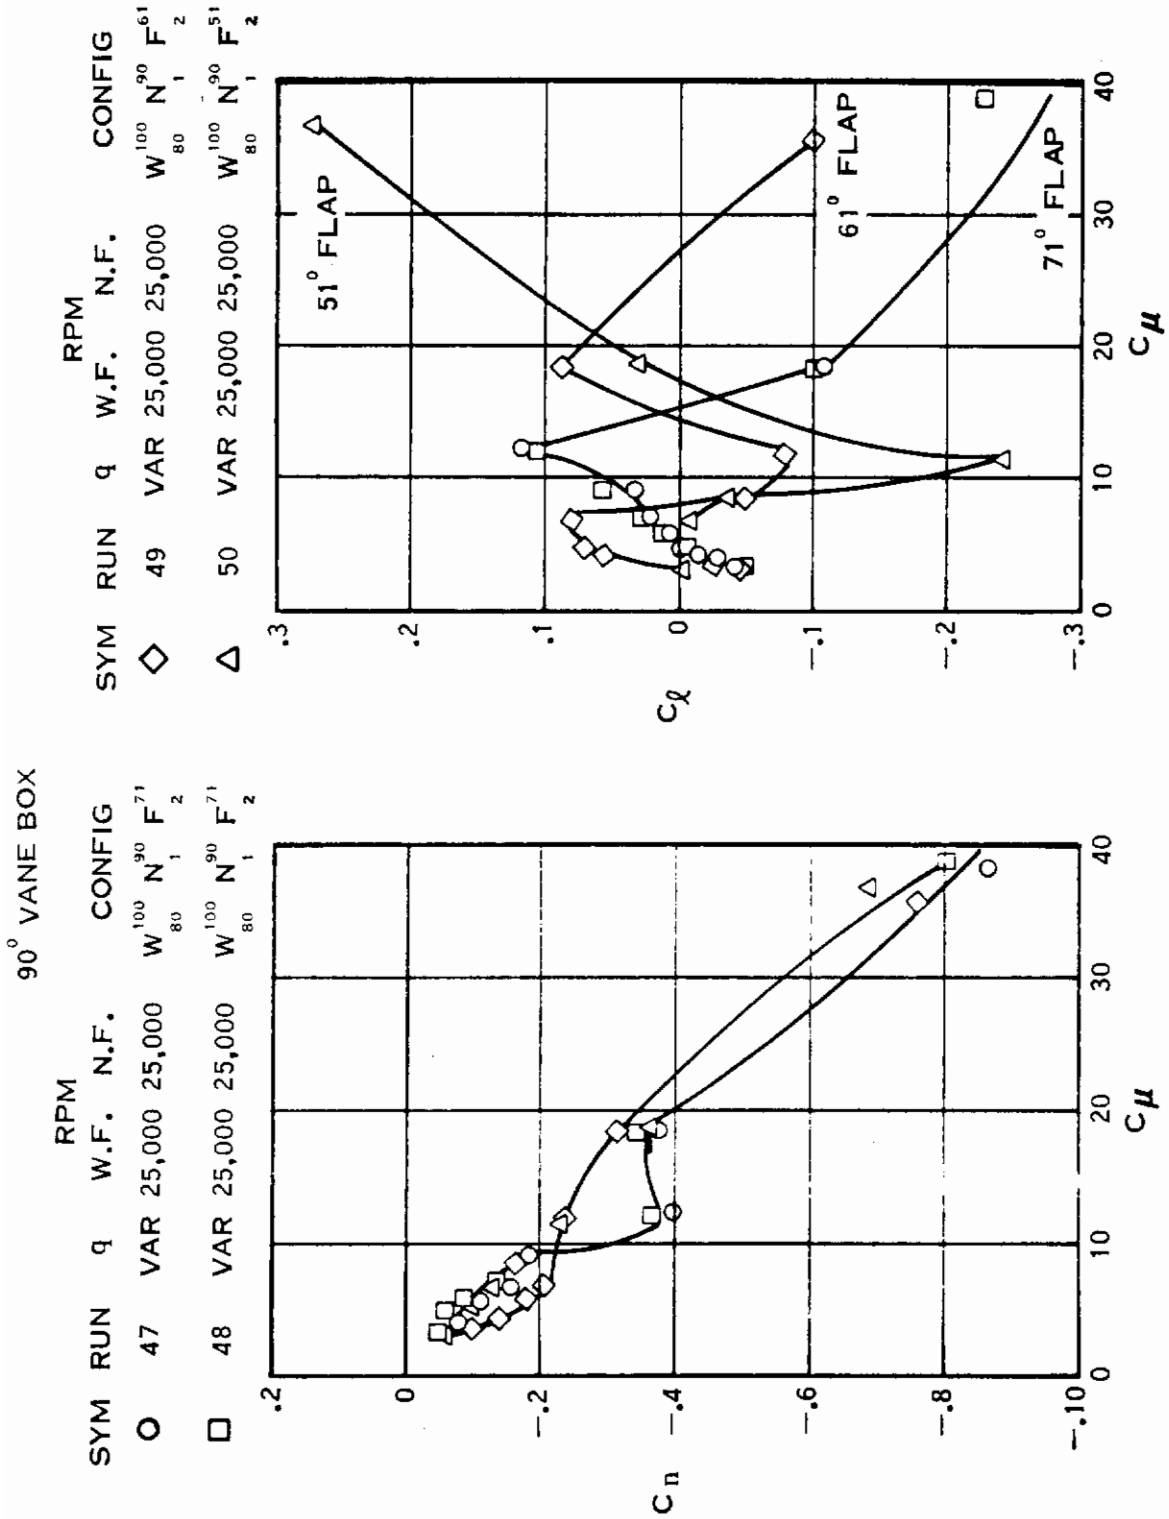 90° VANE BOX
RPM
SYM RUN q W.F. N.F. CONFIG
○ 47 VAR 25,000 25,000 W¹⁰⁰₈₀ N⁹⁰₁ F⁷¹₂
□ 48 VAR 25,000 25,000 W¹⁰⁰₈₀ N⁹⁰₁ F⁷¹₂
RPM
SYM RUN q W.F. N.F. CONFIG
◇ 49 VAR 25,000 25,000 W¹⁰⁰₈₀ N⁹⁰₁ F⁶¹₂
△ 50 VAR 25,000 25,000 W¹⁰⁰₈₀ N⁹⁰₁ F⁵¹₂
.2
0
-.2
-.4
-.6
-.8
-.10
Cn
0 10 20 30 40
Cμ
.3
.2
.1
.0
-.1
-.2
-.3
Cℓ
51° FLAP
61° FLAP
71° FLAP
0 10 20 30 40
Cμ